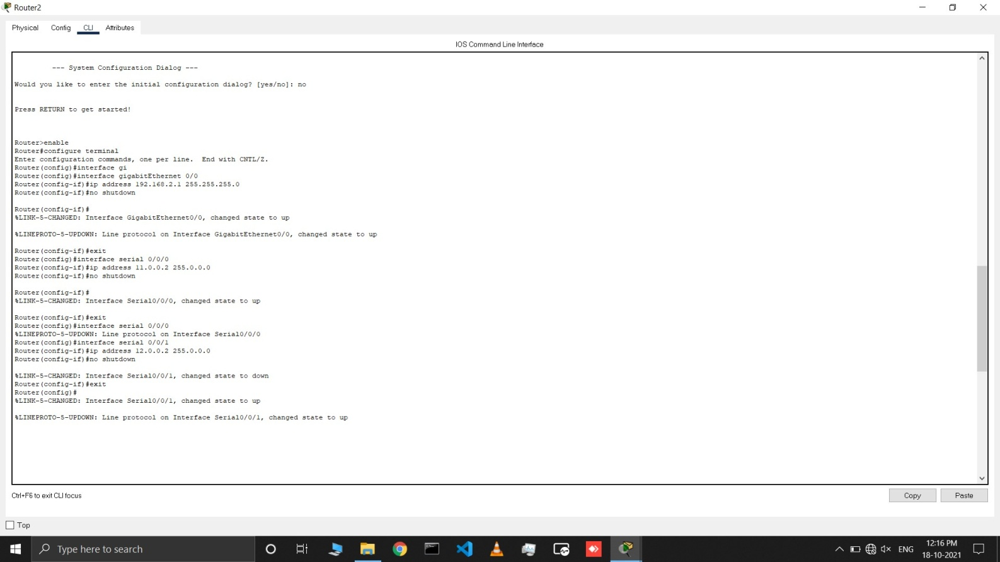 Router2
Physical Config CLI Attributes
IOS Command Line Interface
--- System Configuration Dialog ---
Would you like to enter the initial configuration dialog? [yes/no]: no
Press RETURN to get started!
Router>enable
Router#configure terminal
Enter configuration commands, one per line. End with CNTL/Z.
Router(config)#interface gi
Router(config)#interface gigabitEthernet 0/0
Router(config-if)#ip address 192.168.2.1 255.255.255.0
Router(config-if)#no shutdown
Router(config-if)#
%LINK-5-CHANGED: Interface GigabitEthernet0/0, changed state to up
%LINEPROTO-5-UPDOWN: Line protocol on Interface GigabitEthernet0/0, changed state to up
Router(config-if)#exit
Router(config)#interface serial 0/0/0
Router(config-if)#ip address 11.0.0.2 255.0.0.0
Router(config-if)#no shutdown
Router(config-if)#
%LINK-5-CHANGED: Interface Serial0/0/0, changed state to up
Router(config-if)#exit
Router(config)#interface serial 0/0/0
%LINEPROTO-5-UPDOWN: Line protocol on Interface Serial0/0/0
Router(config)#interface serial 0/0/1
Router(config-if)#ip address 12.0.0.2 255.0.0.0
Router(config-if)#no shutdown
%LINK-5-CHANGED: Interface Serial0/0/1, changed state to down
Router(config-if)#exit
Router(config)#
%LINK-5-CHANGED: Interface Serial0/0/1, changed state to up
%LINEPROTO-5-UPDOWN: Line protocol on Interface Serial0/0/1, changed state to up
Ctrl+F6 to exit CLI focus
Copy Paste
Top
Type here to search
ENG
12:16 PM
18-10-2021